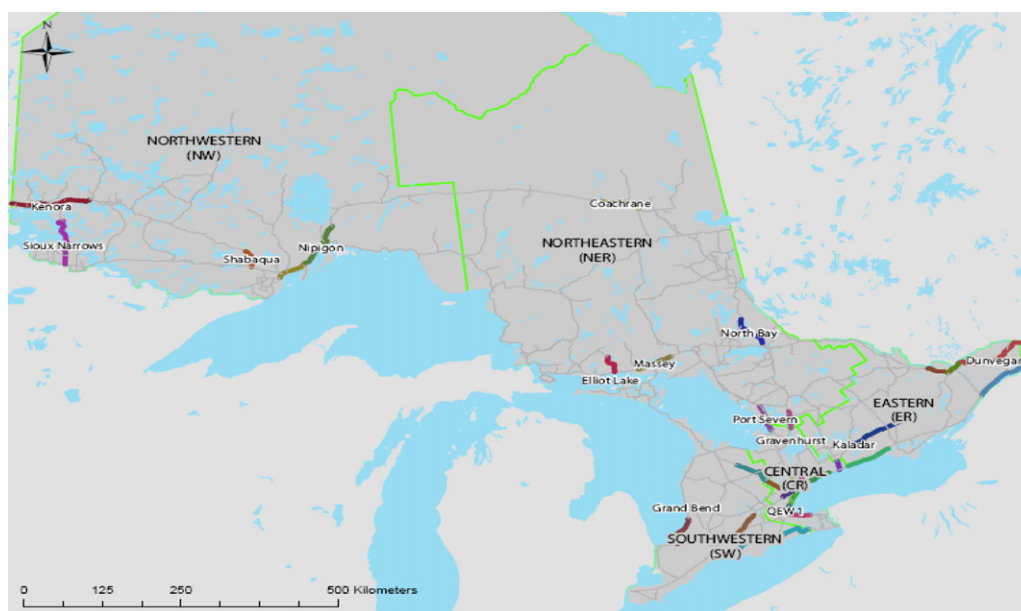 N
NORTHWESTERN
(NW)
Kenora
Coachrane
Sioux Narrows
Nipigon
NORTHEASTERN
(NER)
Shabaqua
North Bay
Massey
Dunvegan
Elliot Lake
EASTERN
(ER)
Port Severn
Gravenhurst
Kaladar
CENTRAL
(CR)
Grand Bend
QEW 1
SOUTHWESTERN
(SW)
0 125 250 500 Kilometers